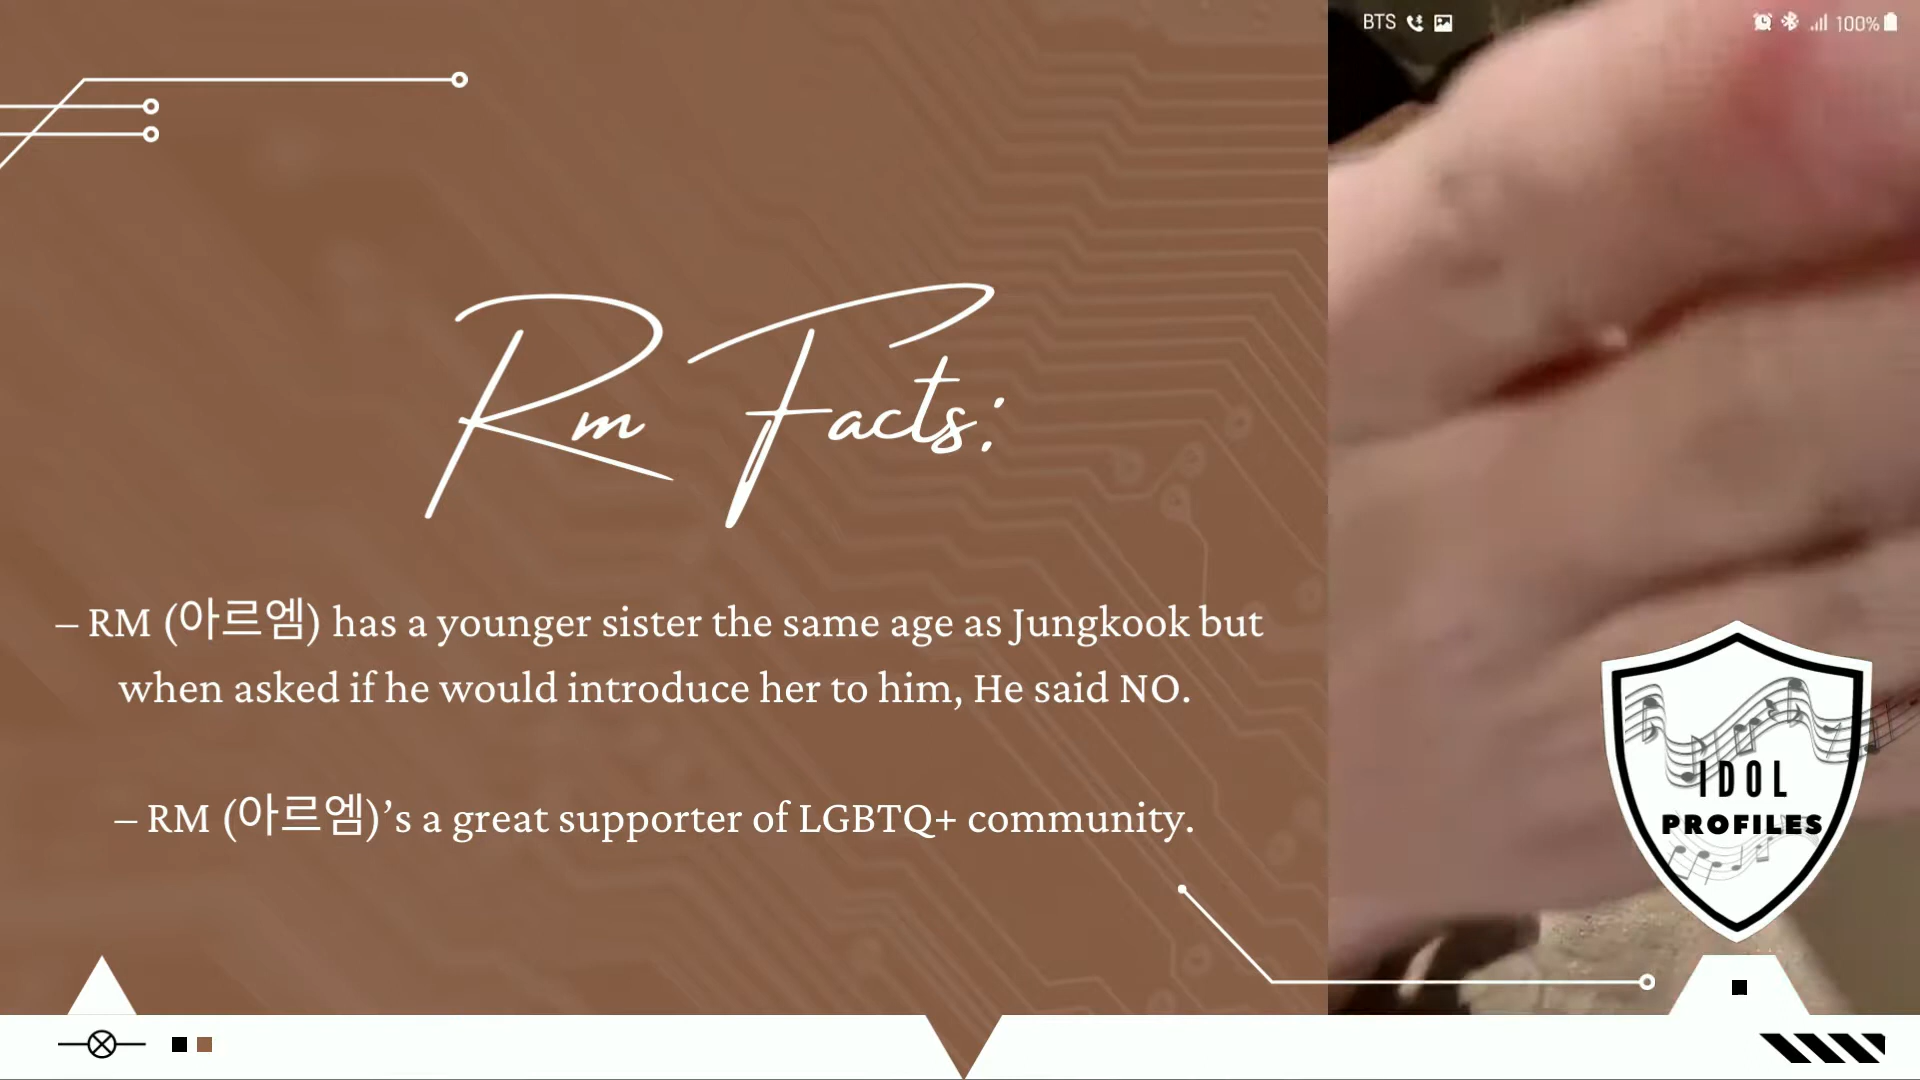 BTS
100%
Rm Facts:
– RM (아르엠) has a younger sister the same age as Jungkook but
when asked if he would introduce her to him, He said NO.
– RM (아르엠)’s a great supporter of LGBTQ+ community.
IDOL
PROFILES